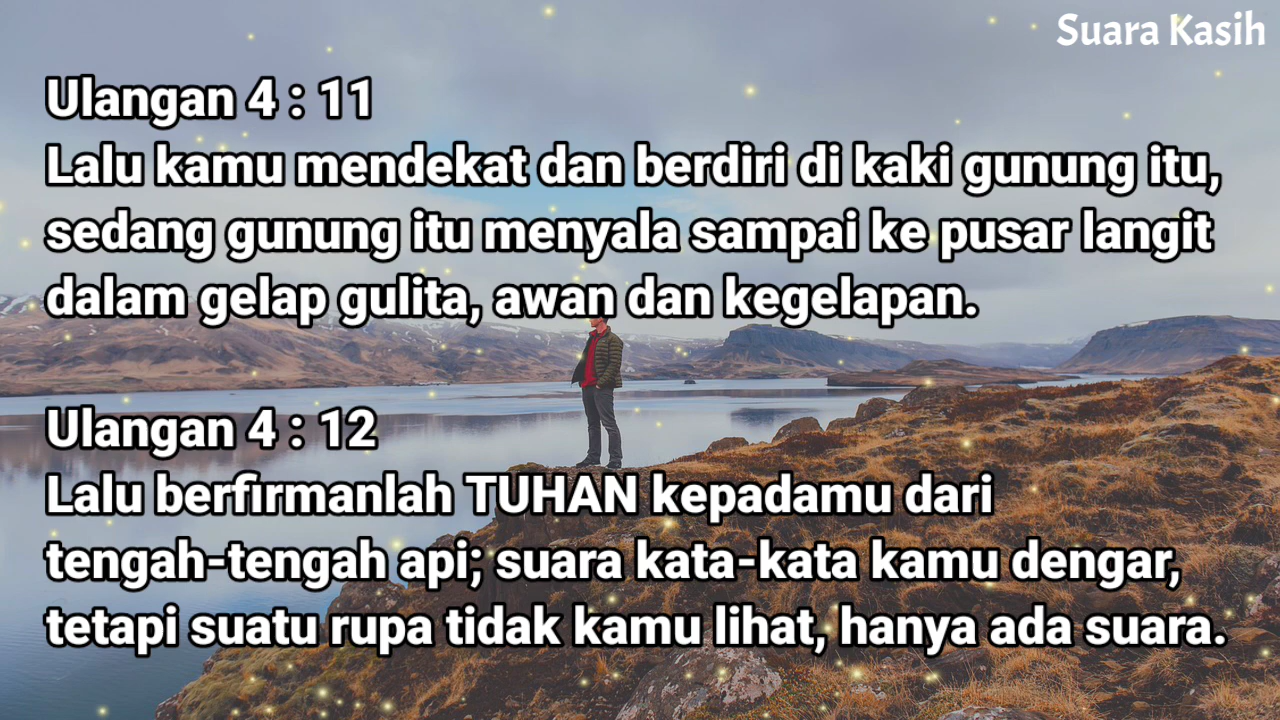 Suara Kasih
Ulangan 4 : 11
Lalu kamu mendekat dan berdiri di kaki gunung itu,
sedang gunung itu menyala sampai ke pusar langit
dalam gelap gulita, awan dan kegelapan.
Ulangan 4 : 12
Lalu berfirmanlah TUHAN kepadamu dari
tengah-tengah api; suara kata-kata kamu dengar,
tetapi suatu rupa tidak kamu lihat, hanya ada suara.